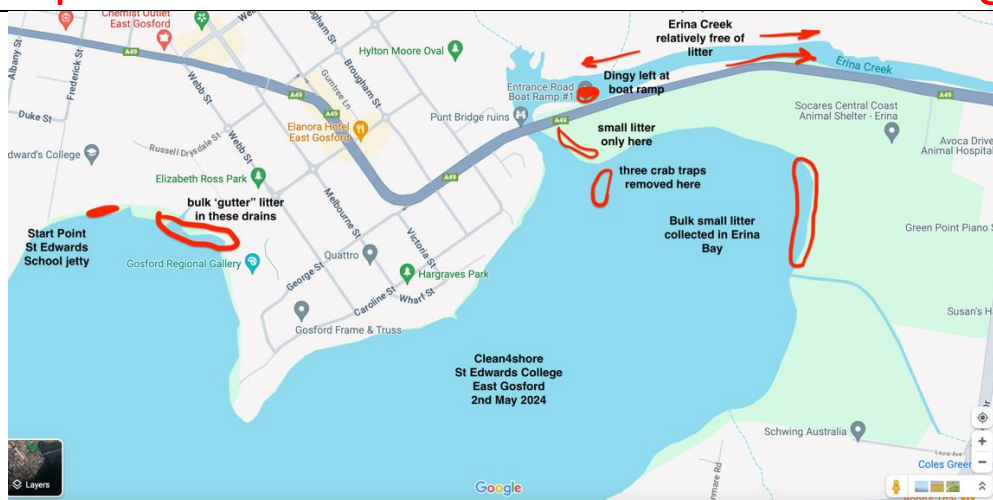 Chemist Outlet
East Gosford
A49
Albany St
Frederick St
Webb St
Brougham St
Hylton Moore Oval
Erina Creek
relatively free of
litter
Erina Creek
Dingy left at
boat ramp
Entrance Road
Boat Ramp #1
A49
Gumtree Ln
Brougham St
A49
Duke St
Elanora Hotel
East Gosford
Punt Bridge ruins
A49
small litter
only here
Socares Central Coast
Animal Shelter - Erina
Avoca Drive
Animal Hospital
dward's College
Russell Drysdale St
Webb St
Elizabeth Ross Park
A49
three crab traps
removed here
bulk ‘gutter” litter
in these drains
Melbourne St
Victoria St
Start Point
St Edwards
School jetty
Gosford Regional Gallery
Quattro
George St
Hargraves Park
Caroline St
Wharf St
Bulk small litter
collected in Erina
Bay
Green Point Piano S
Gosford Frame & Truss
Susan's H
Clean4shore
St Edwards College
East Gosford
2nd May 2024
Schwing Australia
Coles Green
Layers
Google